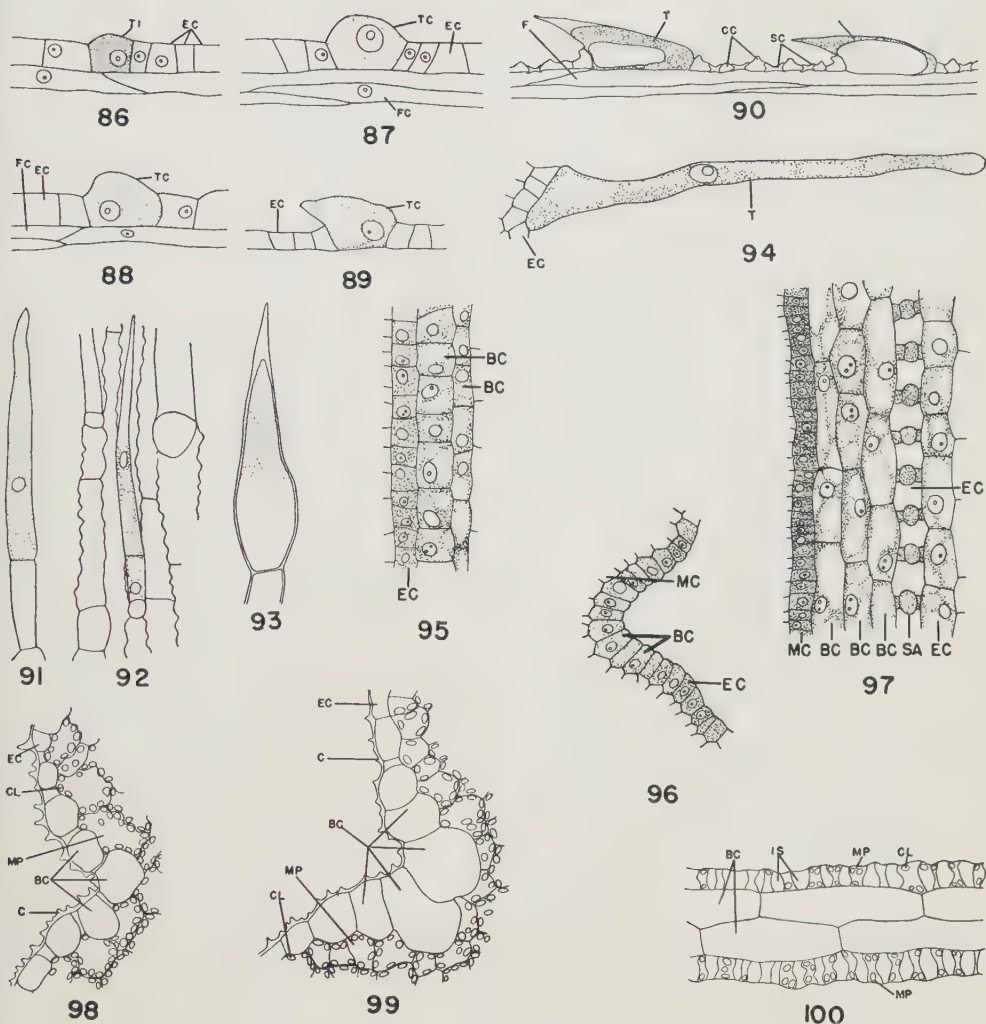 TI EC
86
TC EC FC
87
F T CC SC
90
FC EC TC
88
EC TC
89
EC T
94
91
92
93
BC
BC
EC
95
MC
BC
EC
96
EC
MC BC BC BC SA EC
97
EC
CL
MP
BC
C
98
EC
C
BC
MP
CL
99
BC IS MP CL
MP
100